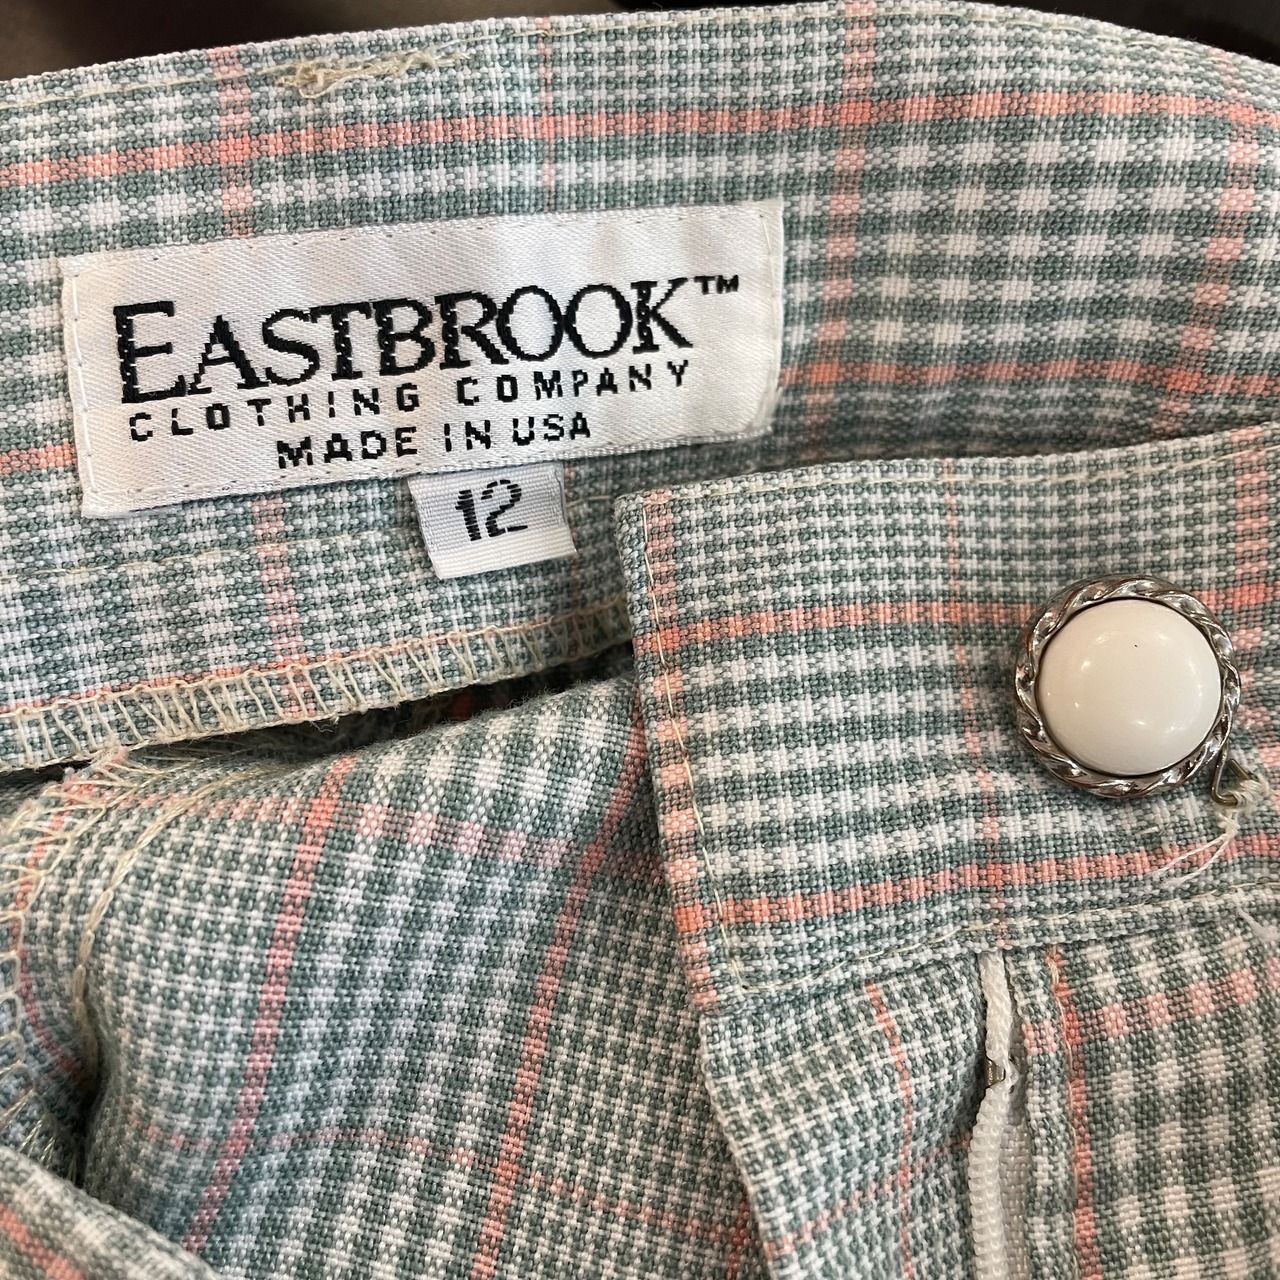 EASTBROOK™
CLOTHING COMPANY
MADE IN USA
12